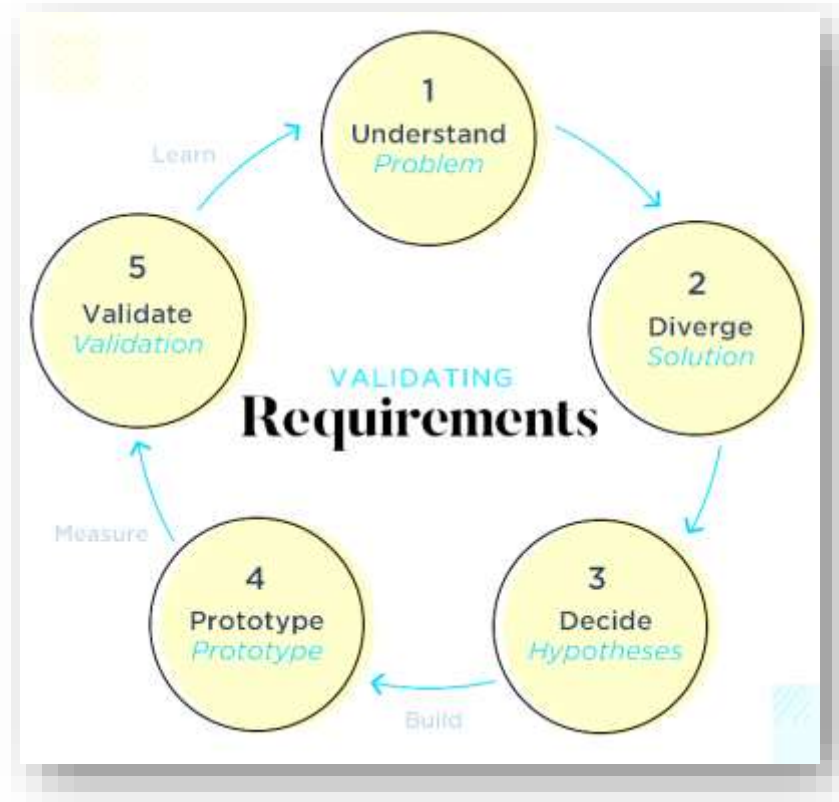 1
Understand
Problem
Learn
5
Validate
Validation
2
Diverge
Solution
VALIDATING
Requirements
Measure
4
Prototype
Prototype
3
Decide
Hypotheses
Build